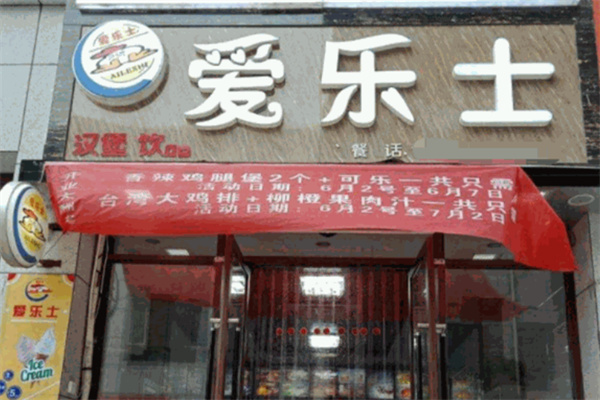 爱乐士
AILESHI
爱乐士
汉堡 饮
餐 话
香辣鸡腿堡2个+可乐一共只需
活动日期：6月2号至6月7日
台湾大鸡排+柳橙果肉汁一共只
活动日期：6月2号至7月2日
爱乐士
Ice
Cream